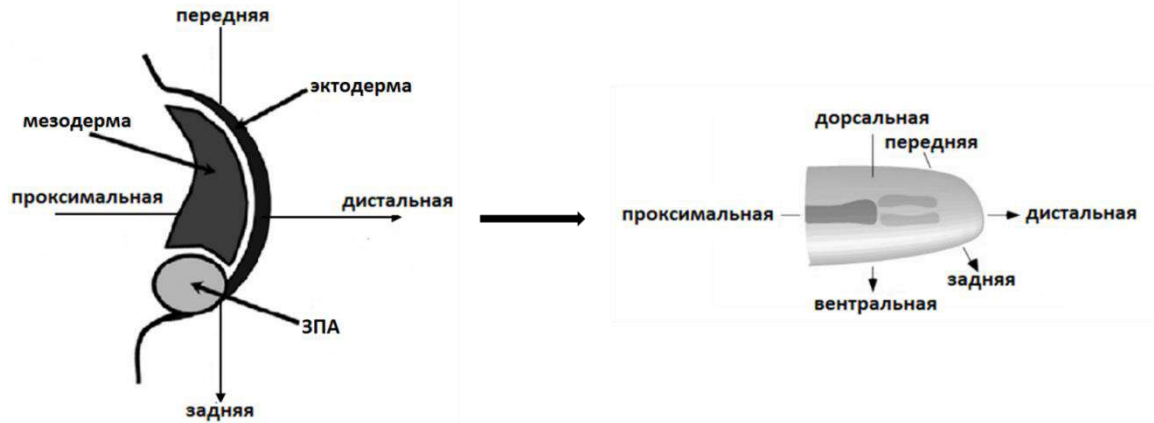 передняя
эктодерма
мезодерма
проксимальная
дистальная
ЗПА
задняя
дорсальная
передняя
проксимальная
дистальная
задняя
вентральная